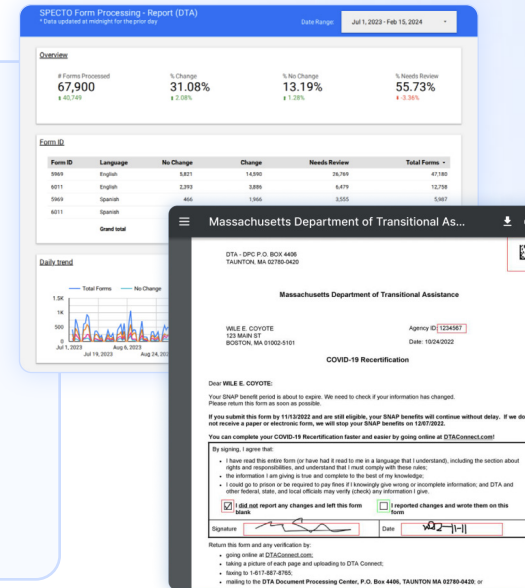 SPECTO Form Processing - Report (DTA)
* Data updated at midnight for the prior day
Date Range
Jul 1, 2023 - Feb 15, 2024
Overview
# Forms Processed
% Change
% No Change
% Needs Review
67,900
31.08%
13.19%
55.73%
40,749
2.08%
1.28%
-3.36%
Form ID
Form ID Language No Change Change Needs Review Total Forms
5969 English 5,821 14,590 26,769 47,180
6011 English 2,393 3,886 6,479 12,758
5969 Spanish 466 1,966 3,555 5,987
6011 Spanish
Grand total
Daily trend
Total Forms
No Change
1.5K
1K
500
0
Jul 1, 2023
Aug 6, 2023
Jul 19, 2023
Aug 24, 202
Massachusetts Department of Transitional As...
DTA - DPC P.O. BOX 4406
TAUNTON, MA 02780-0420
Massachusetts Department of Transitional Assistance
WILE E. COYOTE
123 MAIN ST
BOSTON, MA 01002-5101
Agency ID: 1234567
Date: 10/24/2022
COVID-19 Recertification
Dear WILE E. COYOTE:
Your SNAP benefit period is about to expire. We need to check if your information has changed.
Please return this form as soon as possible.
If you submit this form by 11/13/2022 and are still eligible, your SNAP benefits will continue without delay. If we do
not receive a paper or electronic form, we will stop your SNAP benefits on 12/07/2022.
You can complete your COVID-19 Recertification faster and easier by going online at DTAConnect.com!
By signing, I agree that:
• I have read this entire form (or have had it read to me in a language that I understand), including the section about
rights and responsibilities, and understand that I must comply with these rules;
• the information I am giving is true and complete to the best of my knowledge;
• I could go to prison or be required to pay fines if I knowingly give wrong or incomplete information; and DTA and
other federal, state, and local officials may verify (check) any information I give.
I did not report any changes and left this form
blank
I reported changes and wrote them on this
form
Signature
Date
Return this form and any verification by:
• going online at DTAConnect.com;
• taking a picture of each page and uploading to DTA Connect;
• faxing to 1-617-887-8765;
• mailing to the DTA Document Processing Center, P.O. Box 4406, TAUNTON MA 02780-0420; or